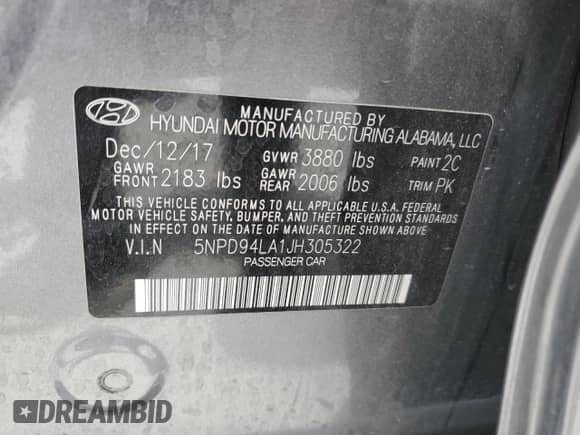 MANUFACTURED BY
HYUNDAI MOTOR MANUFACTURING ALABAMA, LLC
Dec/12/17 GVWR 3880 lbs PAINT 2C
GAWR FRONT 2183 lbs GAWR REAR 2006 lbs TRIM PK
THIS VEHICLE CONFORMS TO ALL APPLICABLE U.S.A. FEDERAL
MOTOR VEHICLE SAFETY, BUMPER, AND THEFT PREVENTION STANDARDS
IN EFFECT ON THE DATE OF MANUFACTURE SHOWN ABOVE.
V.I.N 5NPD94LA1JH305322
PASSENGER CAR
DREAMBID